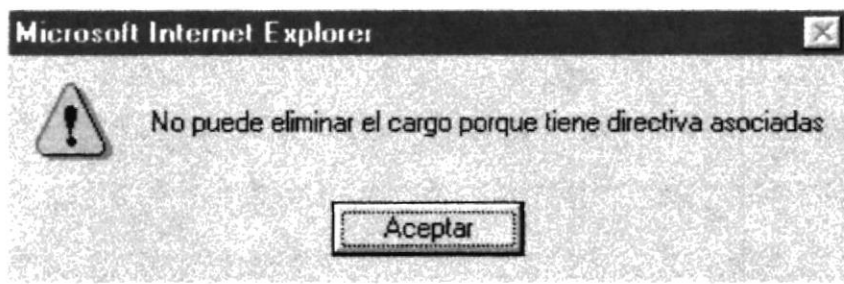 Microsoft Internet Explorer
No puede eliminar el cargo porque tiene directiva asociadas
Aceptar